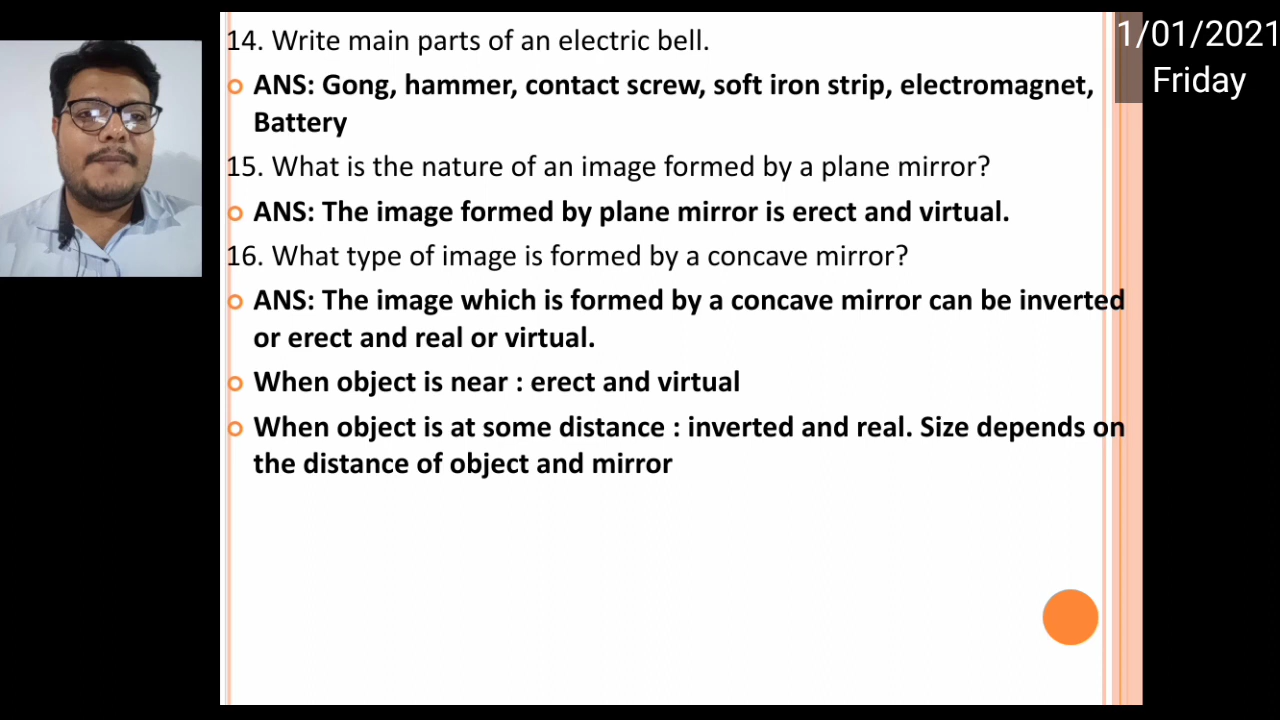 14. Write main parts of an electric bell.
ANS: Gong, hammer, contact screw, soft iron strip, electromagnet,
Battery
15. What is the nature of an image formed by a plane mirror?
ANS: The image formed by plane mirror is erect and virtual.
16. What type of image is formed by a concave mirror?
ANS: The image which is formed by a concave mirror can be inverted
or erect and real or virtual.
When object is near : erect and virtual
When object is at some distance : inverted and real. Size depends on
the distance of object and mirror
1/01/2021
Friday